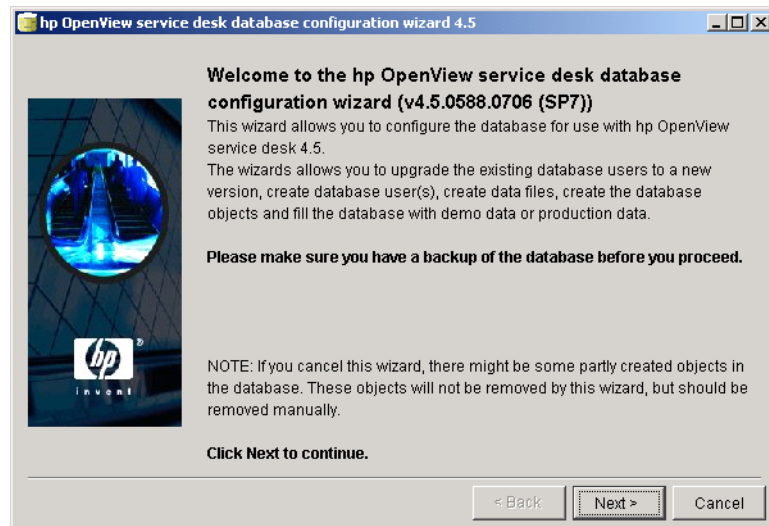 hp OpenView service desk database configuration wizard 4.5
Welcome to the hp OpenView service desk database
configuration wizard (v4.5.0588.0706 (SP7))
This wizard allows you to configure the database for use with hp OpenView
service desk 4.5.
The wizards allows you to upgrade the existing database users to a new
version, create database user(s), create data files, create the database
objects and fill the database with demo data or production data.
Please make sure you have a backup of the database before you proceed.
hp®
invent
NOTE: If you cancel this wizard, there might be some partly created objects in
the database. These objects will not be removed by this wizard, but should be
removed manually.
Click Next to continue.
< Back Next > Cancel